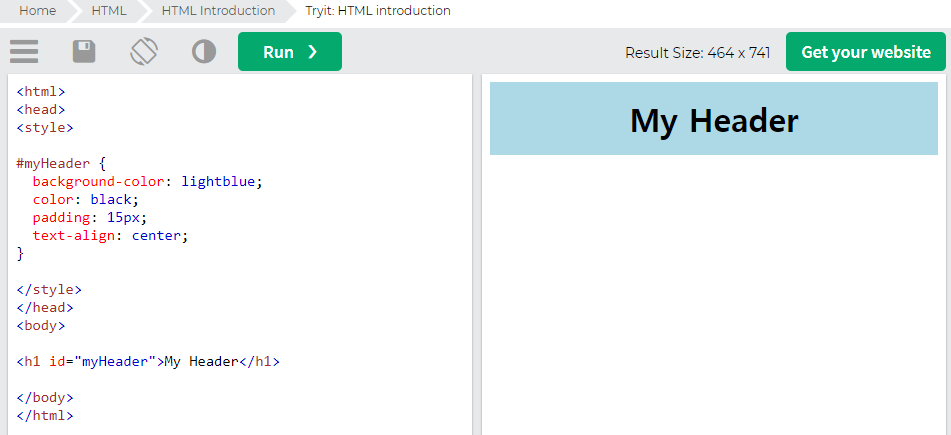 Home HTML HTML Introduction Tryit: HTML introduction
Run ❯ Result Size: 464 x 741 Get your website
<html>
<head>
<style>
#myHeader {
  background-color: lightblue;
  color: black;
  padding: 15px;
  text-align: center;
}
</style>
</head>
<body>
<h1 id="myHeader">My Header</h1>
</body>
</html>
My Header